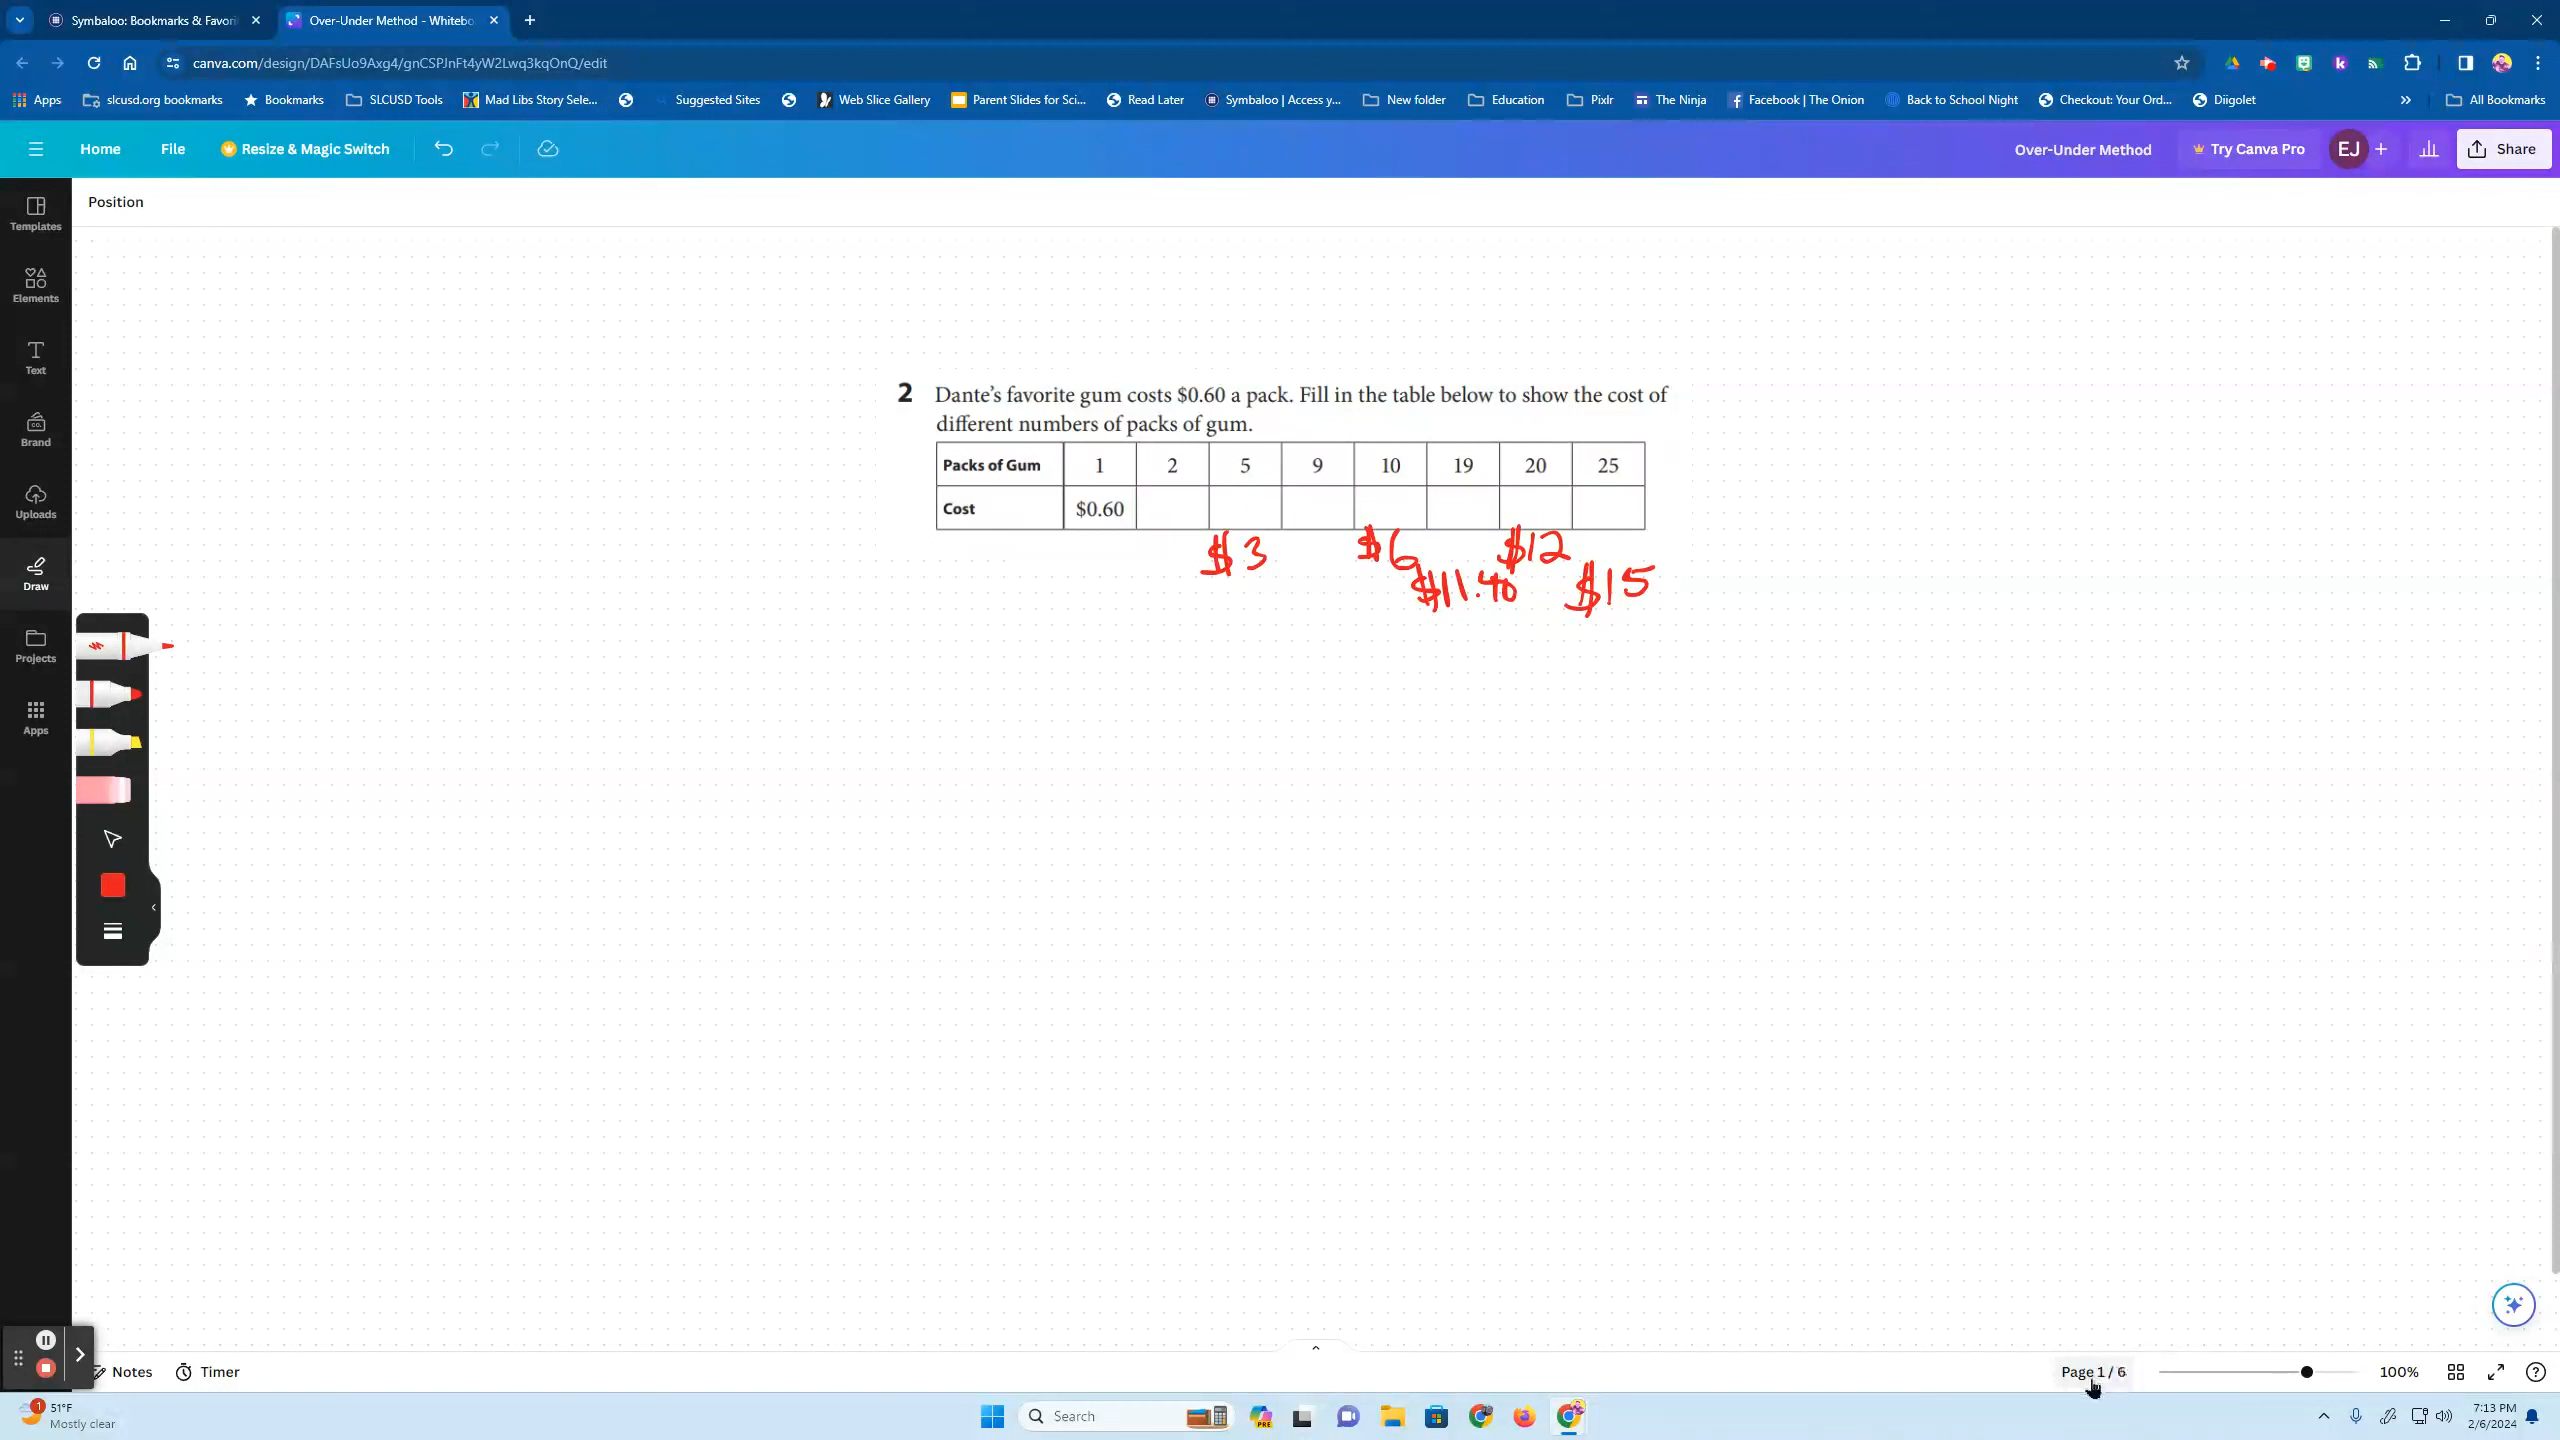 Symbaloo: Bookmarks & Favori
Over-Under Method - Whitebo
canva.com/design/DAFsUo9Axg4/gnCSPJnFt4yW2Lwq3kqOnQ/edit
Apps slcusd.org bookmarks Bookmarks SLCUSD Tools Mad Libs Story Sele... Suggested Sites Web Slice Gallery Parent Slides for Sci... Read Later Symbaloo | Access y... New folder Education Pixlr The Ninja Facebook | The Onion Back to School Night Checkout: Your Ord... Diigolet » All Bookmarks
Home File Resize & Magic Switch Over-Under Method Try Canva Pro EJ + Share
Position
Templates
Elements
Text
Brand
Uploads
Draw
Projects
Apps
2 Dante's favorite gum costs $0.60 a pack. Fill in the table below to show the cost of
different numbers of packs of gum.
Packs of Gum 1 2 5 9 10 19 20 25
Cost $0.60
$3 $6 $12
$11.40 $15
Notes Timer Page 1 / 6 100%
1 51°F
Mostly clear
Search
PRE
7:13 PM
2/6/2024